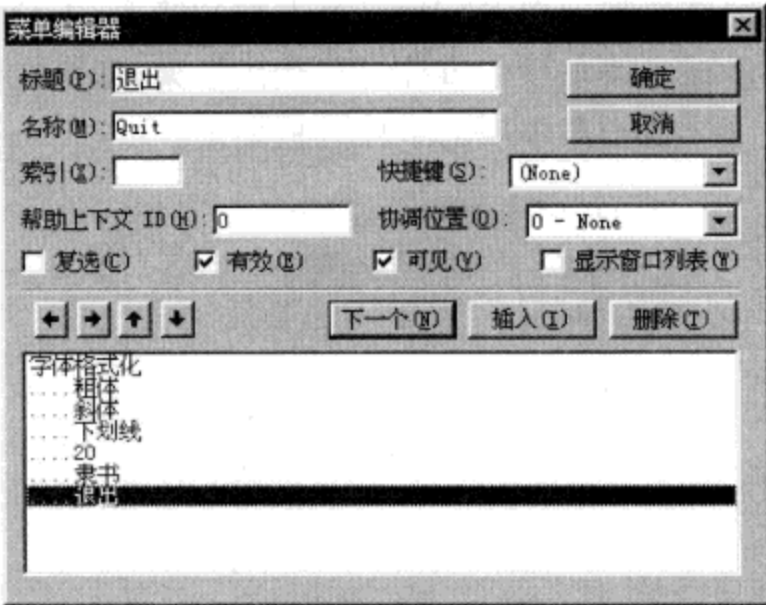 菜单编辑器
标题(P): 退出 确定
名称(M): Quit 取消
索引(X): 快捷键(S): (None)
帮助上下文 ID(H): 0 协调位置(O): 0 - None
复选(C) 有效(E) 可见(V) 显示窗口列表(W)
下一个(N) 插入(I) 删除(T)
字体格式化
....粗体
....斜体
....下划线
....20
....隶书
....退出